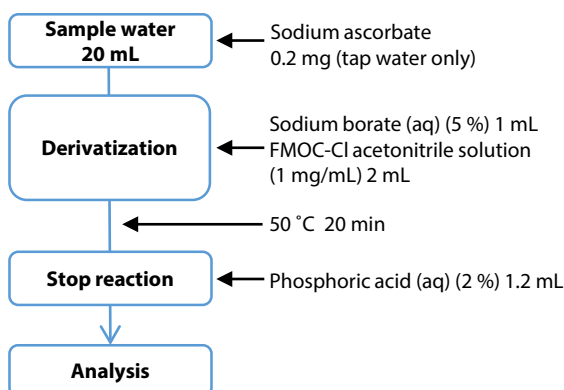 Sample water
20 mL
Sodium ascorbate
0.2 mg (tap water only)
Derivatization
Sodium borate (aq) (5 %) 1 mL
FMOC-Cl acetonitrile solution
(1 mg/mL) 2 mL
50 ˚C 20 min
Stop reaction
Phosphoric acid (aq) (2 %) 1.2 mL
Analysis